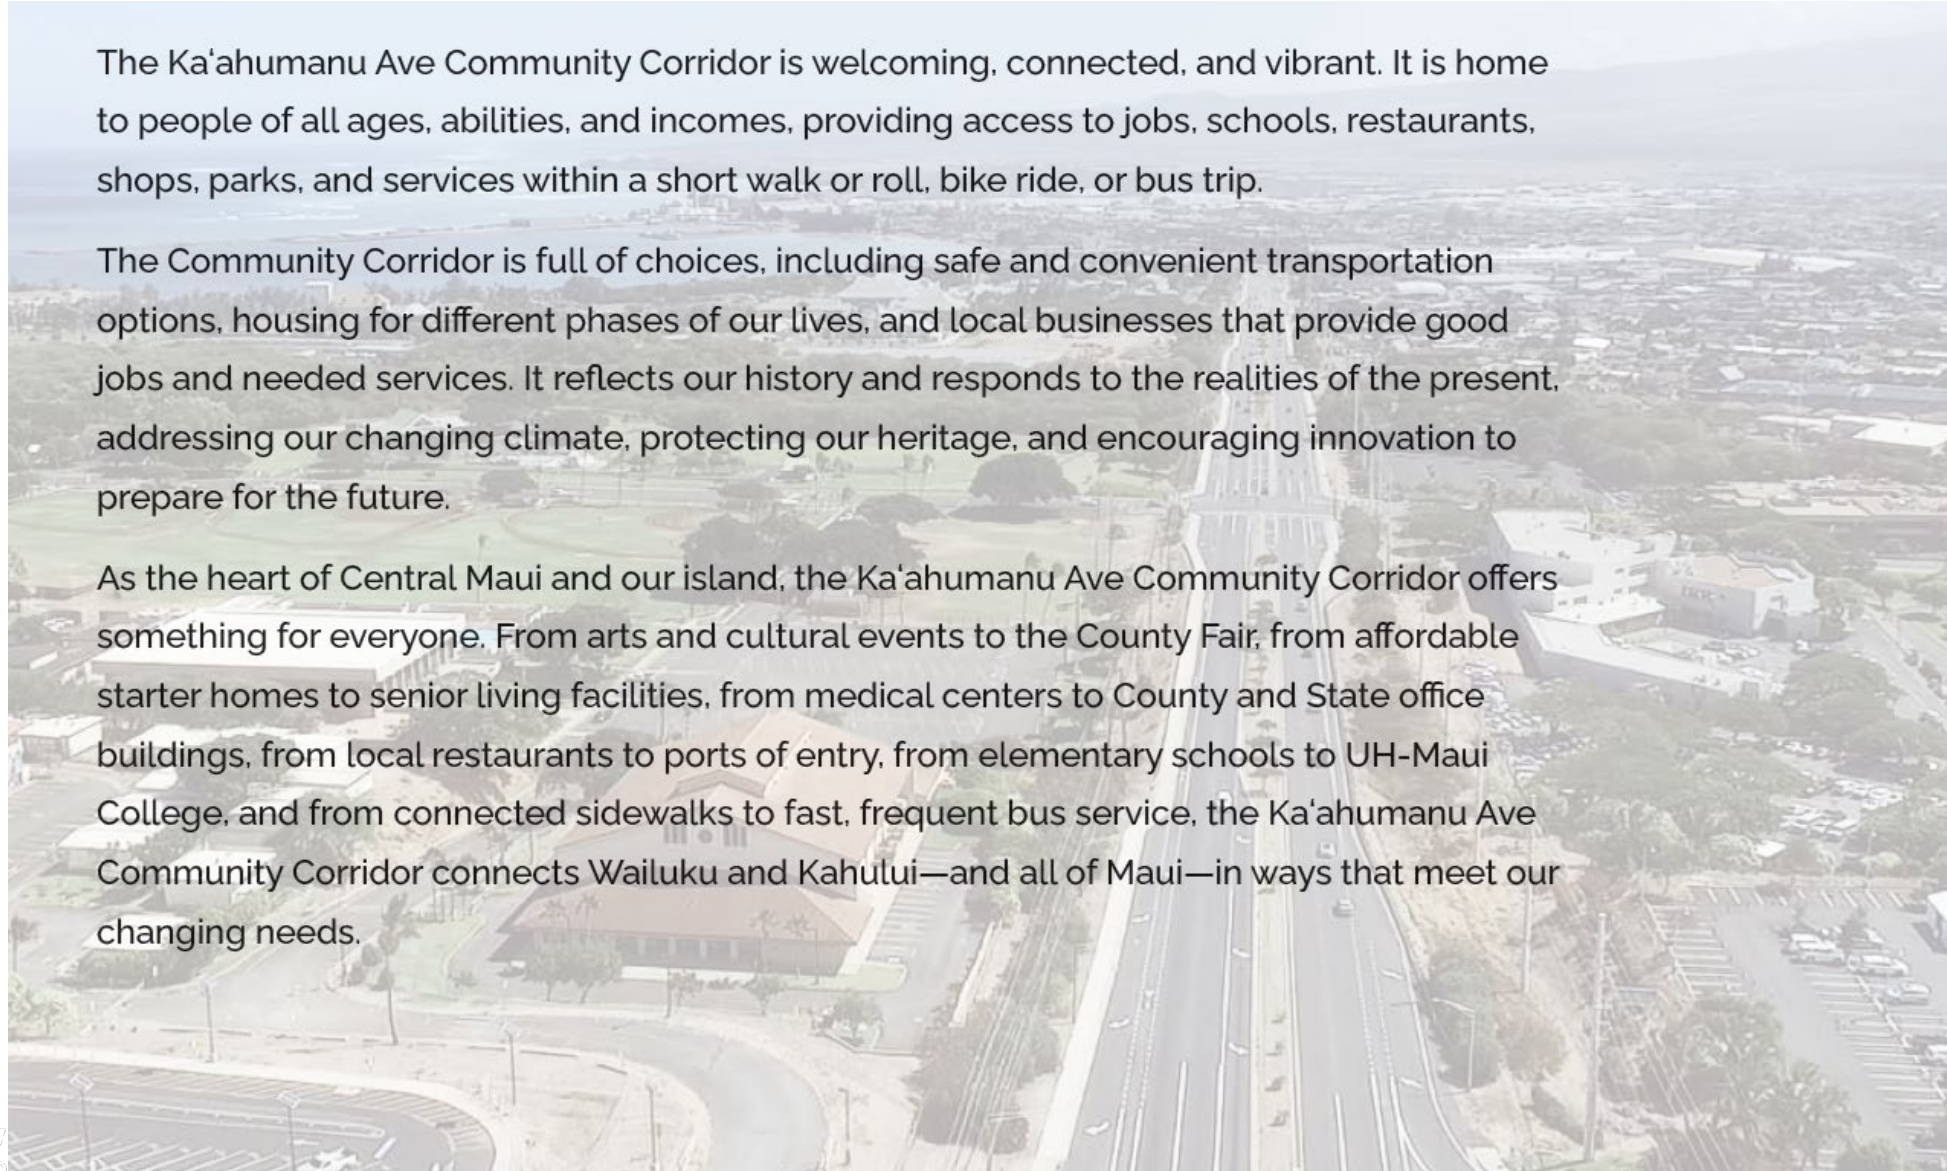 The Kaʻahumanu Ave Community Corridor is welcoming, connected, and vibrant. It is home
to people of all ages, abilities, and incomes, providing access to jobs, schools, restaurants,
shops, parks, and services within a short walk or roll, bike ride, or bus trip.
The Community Corridor is full of choices, including safe and convenient transportation
options, housing for different phases of our lives, and local businesses that provide good
jobs and needed services. It reflects our history and responds to the realities of the present,
addressing our changing climate, protecting our heritage, and encouraging innovation to
prepare for the future.
As the heart of Central Maui and our island, the Kaʻahumanu Ave Community Corridor offers
something for everyone. From arts and cultural events to the County Fair, from affordable
starter homes to senior living facilities, from medical centers to County and State office
buildings, from local restaurants to ports of entry, from elementary schools to UH-Maui
College, and from connected sidewalks to fast, frequent bus service, the Kaʻahumanu Ave
Community Corridor connects Wailuku and Kahului—and all of Maui—in ways that meet our
changing needs.